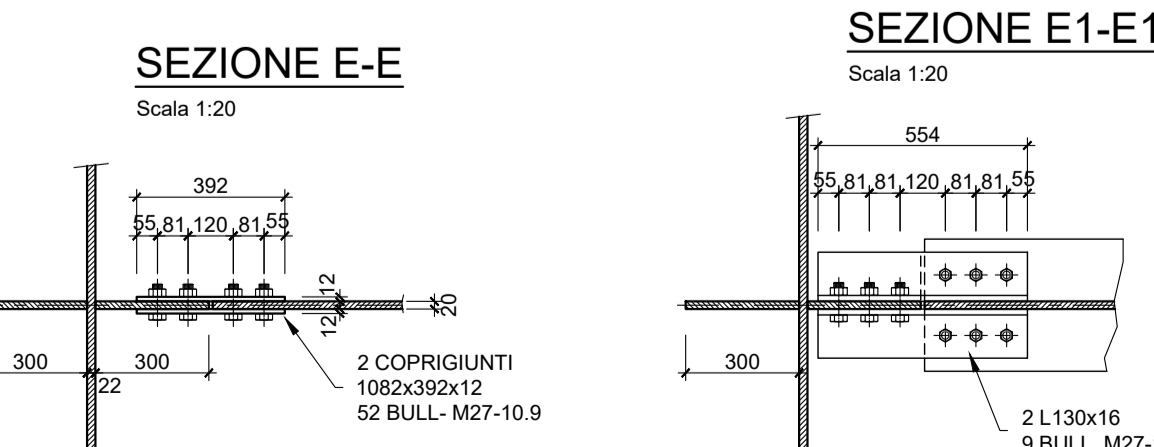 SEZIONE E-E
Scala 1:20
392
55 81 120 81 55
12
20
12
300
300
22
2 COPRIGIUNTI
1082x392x12
52 BULL- M27-10.9
SEZIONE E1-E1
Scala 1:20
554
55 81 81 120 81 81 55
300
2 L130x16